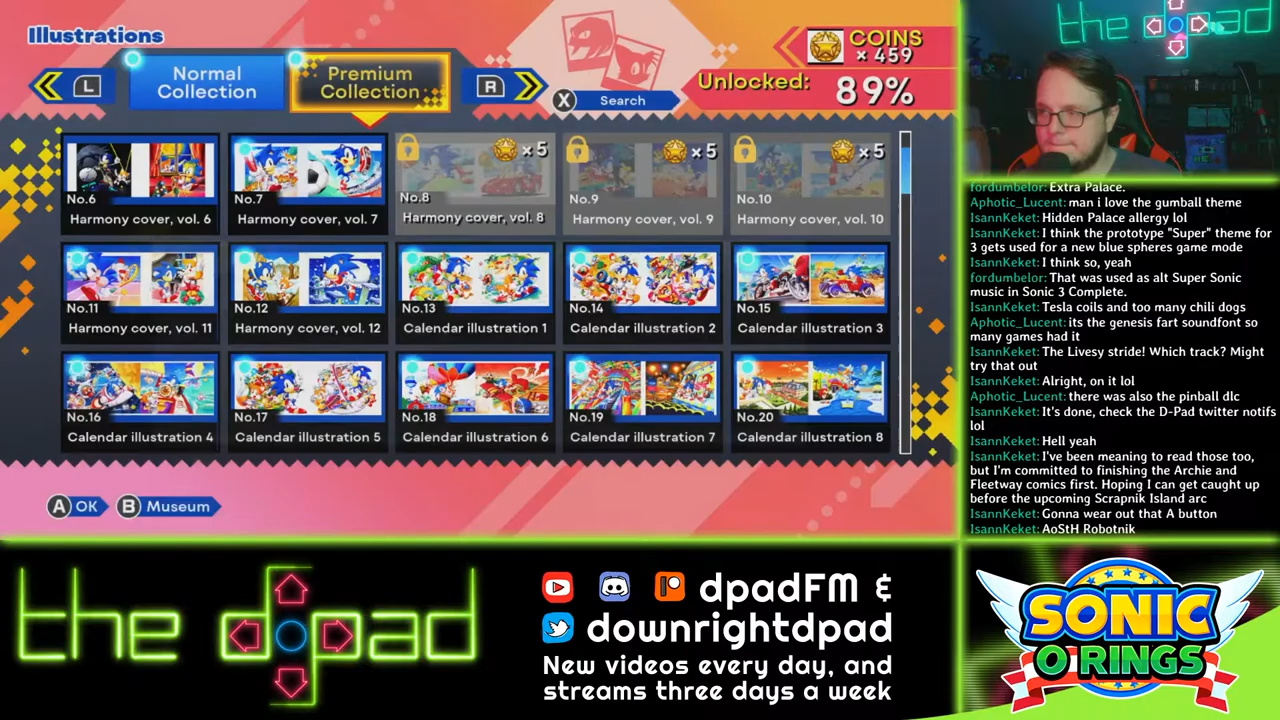 Illustrations
L
Normal
Collection
Premium
Collection
R
X Search
COINS
× 459
Unlocked: 89%
No.6
Harmony cover, vol. 6
No.7
Harmony cover, vol. 7
×5
No.8
Harmony cover, vol. 8
×5
No.9
Harmony cover, vol. 9
×5
No.10
Harmony cover, vol. 10
No.11
Harmony cover, vol. 11
No.12
Harmony cover, vol. 12
No.13
Calendar illustration 1
No.14
Calendar illustration 2
No.15
Calendar illustration 3
No.16
Calendar illustration 4
No.17
Calendar illustration 5
No.18
Calendar illustration 6
No.19
Calendar illustration 7
No.20
Calendar illustration 8
A OK B Museum
the dpad
fordumbelor: Extra Palace.
Aphotic_Lucent: man i love the gumball theme
IsannKeket: Hidden Palace allergy lol
IsannKeket: I think the prototype "Super" theme for
3 gets used for a new blue spheres game mode
IsannKeket: I think so, yeah
fordumbelor: That was used as alt Super Sonic
music in Sonic 3 Complete.
IsannKeket: Tesla coils and too many chili dogs
Aphotic_Lucent: its the genesis fart soundfont so
many games had it
IsannKeket: The Livesy stride! Which track? Might
try that out
IsannKeket: Alright, on it lol
Aphotic_Lucent: there was also the pinball dlc
IsannKeket: It's done, check the D-Pad twitter notifs
lol
IsannKeket: Hell yeah
IsannKeket: I've been meaning to read those too,
but I'm committed to finishing the Archie and
Fleetway comics first. Hoping I can get caught up
before the upcoming Scrapnik Island arc
IsannKeket: Gonna wear out that A button
IsannKeket: AoStH Robotnik
the dpad
dpadFM &
downrightdpad
New videos every day, and
streams three days a week
SONIC
O RINGS